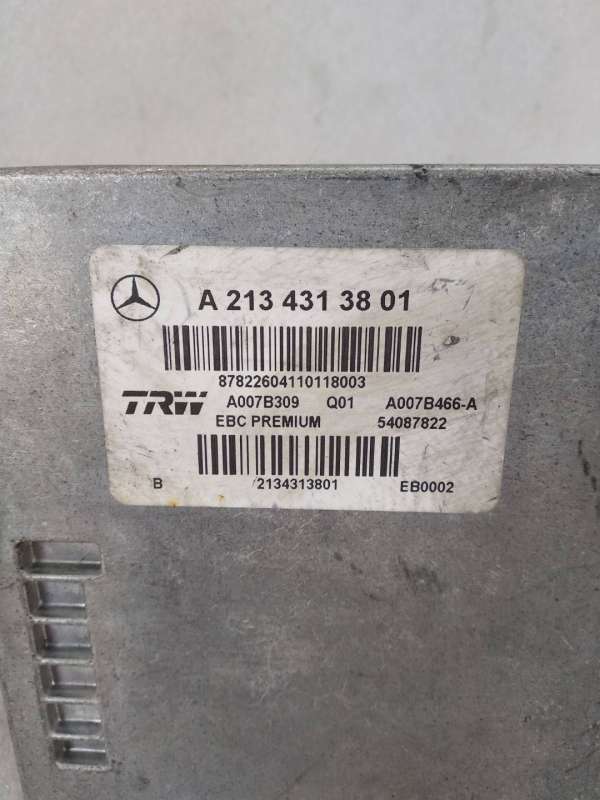 A 213 431 38 01
87822604110118003
TRW A007B309 Q01 A007B466-A
EBC PREMIUM 54087822
B 2134313801 EB0002